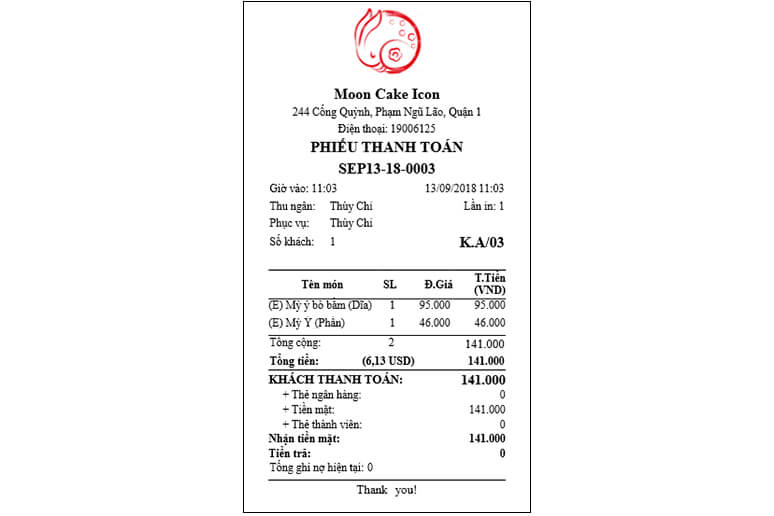 Moon Cake Icon
244 Cống Quỳnh, Phạm Ngũ Lão, Quận 1
Điện thoại: 19006125
PHIẾU THANH TOÁN
SEP13-18-0003
Giờ vào: 11:03 13/09/2018 11:03
Thu ngân: Thùy Chi Lần in: 1
Phục vụ: Thùy Chi
Số khách: 1 K.A/03
Tên món SL Đ.Giá T.Tiền (VND)
(E) Mỳ ý bò bằm (Dĩa) 1 95.000 95.000
(E) Mỳ Ý (Phần) 1 46.000 46.000
Tổng cộng: 2 141.000
Tổng tiền: (6,13 USD) 141.000
KHÁCH THANH TOÁN: 141.000
+ Thẻ ngân hàng: 0
+ Tiền mặt: 141.000
+ Thẻ thành viên: 0
Nhận tiền mặt: 141.000
Tiền trả: 0
Tổng ghi nợ hiện tại: 0
Thank you!